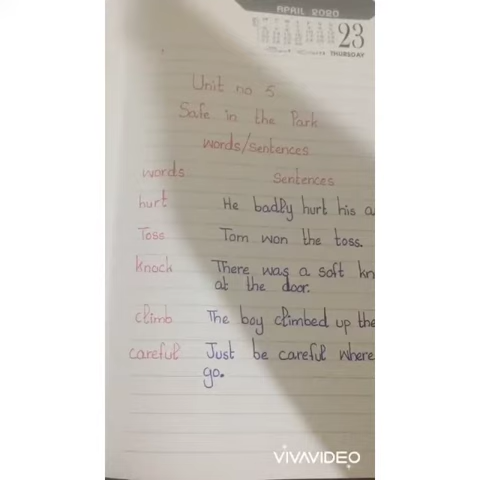 APRIL 2020
23
THURSDAY
Unit no 5
Safe in the Park
words/sentences
words Sentences
hurt He badly hurt his
Toss Tom won the toss.
knock There was a soft
at the door.
climb The boy climbed up the
careful Just be careful where
go.
VIVAVIDEO